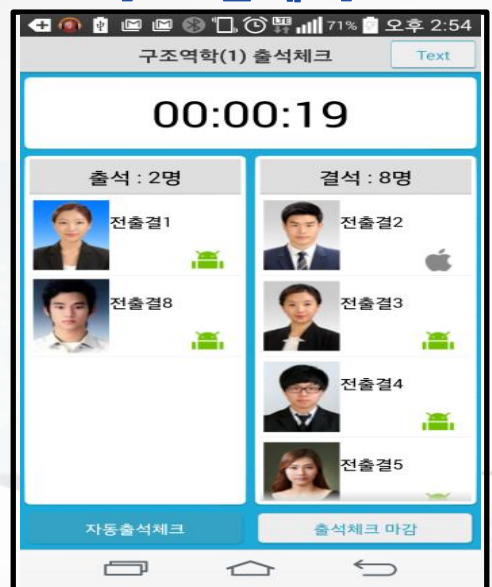 71% 오후 2:54
구조역학(1) 출석체크
Text
00:00:19
출석 : 2명
전출결1
전출결8
결석 : 8명
전출결2
전출결3
전출결4
전출결5
자동출석체크
출석체크 마감